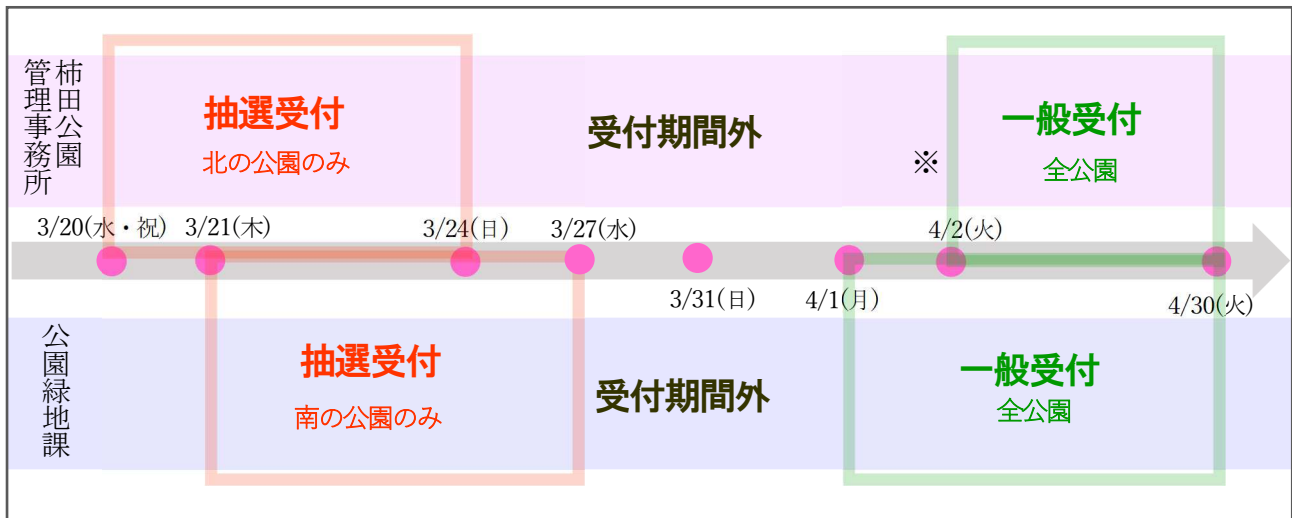 柿田公園
管理事務所
抽選受付
北の公園のみ
受付期間外
※
一般受付
全公園
3/20(水・祝)
3/21(木)
3/24(日)
3/27(水)
4/2(火)
3/31(日)
4/1(月)
4/30(火)
公園緑地課
抽選受付
南の公園のみ
受付期間外
一般受付
全公園